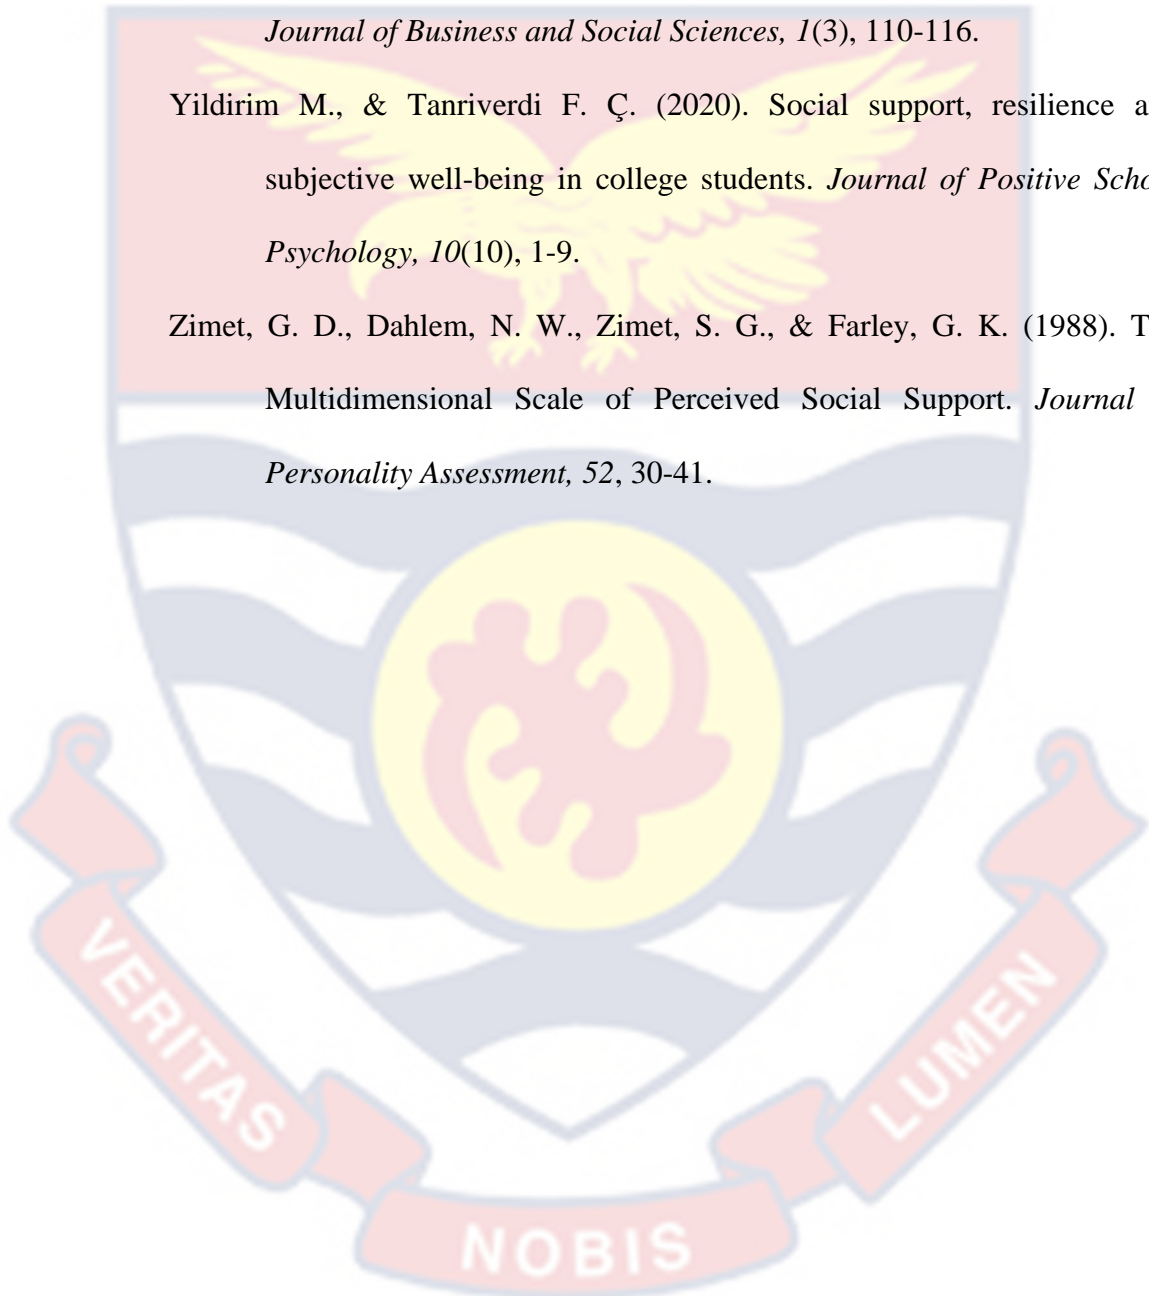 Journal of Business and Social Sciences, 1(3), 110-116.
Yildirim M., & Tanriverdi F. Ç. (2020). Social support, resilience a
subjective well-being in college students. Journal of Positive Scho
Psychology, 10(10), 1-9.
Zimet, G. D., Dahlem, N. W., Zimet, S. G., & Farley, G. K. (1988). T
Multidimensional Scale of Perceived Social Support. Journal
Personality Assessment, 52, 30-41.
VERITAS
NOBIS
LUMEN